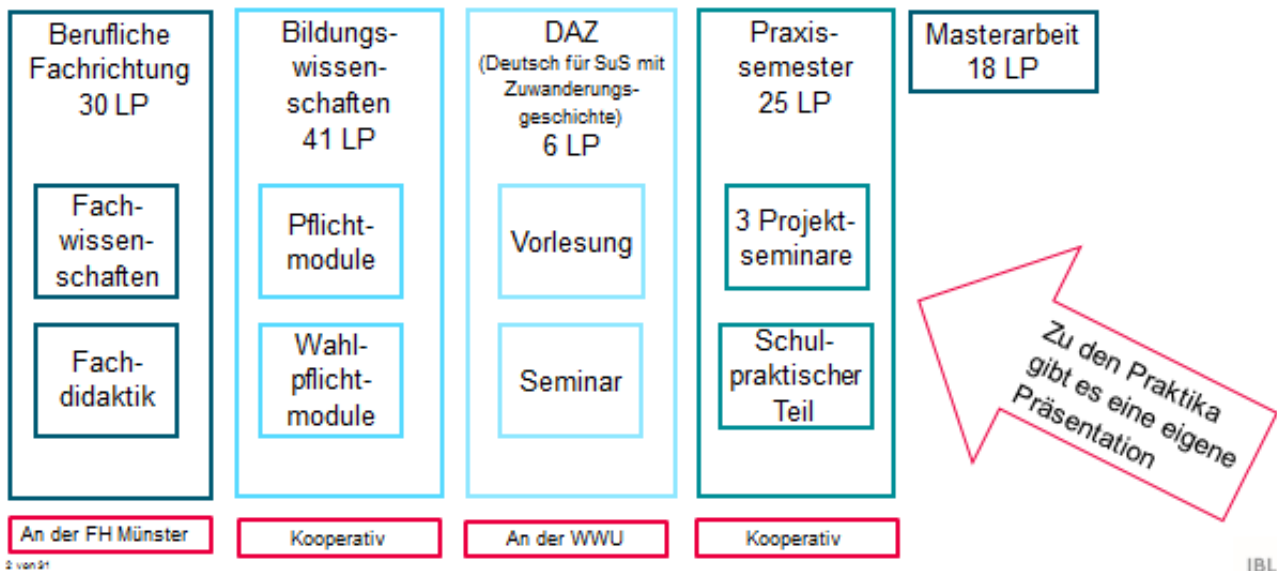 Berufliche
Fachrichtung
30 LP
Fach-
wissen-
schaften
Fach-
didaktik
An der FH Münster
Bildungs-
wissen-
schaften
41 LP
Pflicht-
module
Wahl-
pflicht-
module
Kooperativ
DAZ
(Deutsch für SuS mit
Zuwanderungs-
geschichte)
6 LP
Vorlesung
Seminar
An der WWU
Praxis-
semester
25 LP
3 Projekt-
seminare
Schul-
praktischer
Teil
Kooperativ
Masterarbeit
18 LP
Zu den Praktika
gibt es eine eigene
Präsentation
2 von 31
IBL